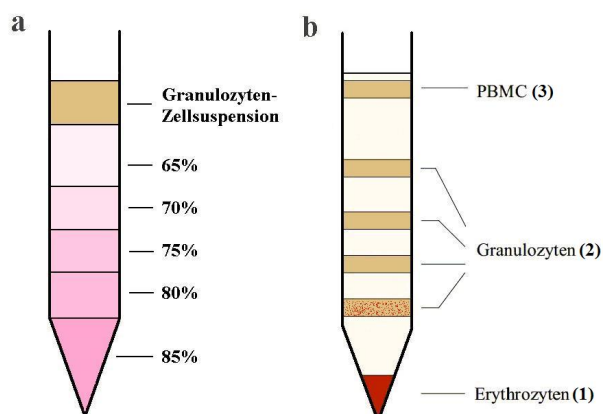 a
Granulozyten-
Zellsuspension
65%
70%
75%
80%
85%
b
PBMC (3)
Granulozyten (2)
Erythrozyten (1)